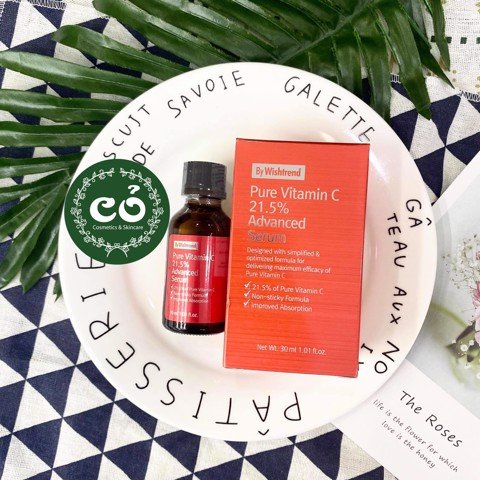 BISCUIT DE SAVOIE
GALETTE
GÂTEAU AUX NO
PÂTISSERIE
CỎ
Cosmetics & Skincare
By Wishtrend
Pure Vitamin C
21.5%
Advanced
Serum
By Wishtrend
Pure Vitamin C
21.5%
Advanced
Serum
Designed with simplified &
optimized formula for
delivering maximum efficacy of
Pure Vitamin C
21.5% of Pure Vitamin C
Non-sticky Formula
Improved Absorption
Net Wt. 30ml 1.01 fl.oz.
The Roses
life is the flower for which
love is the honey